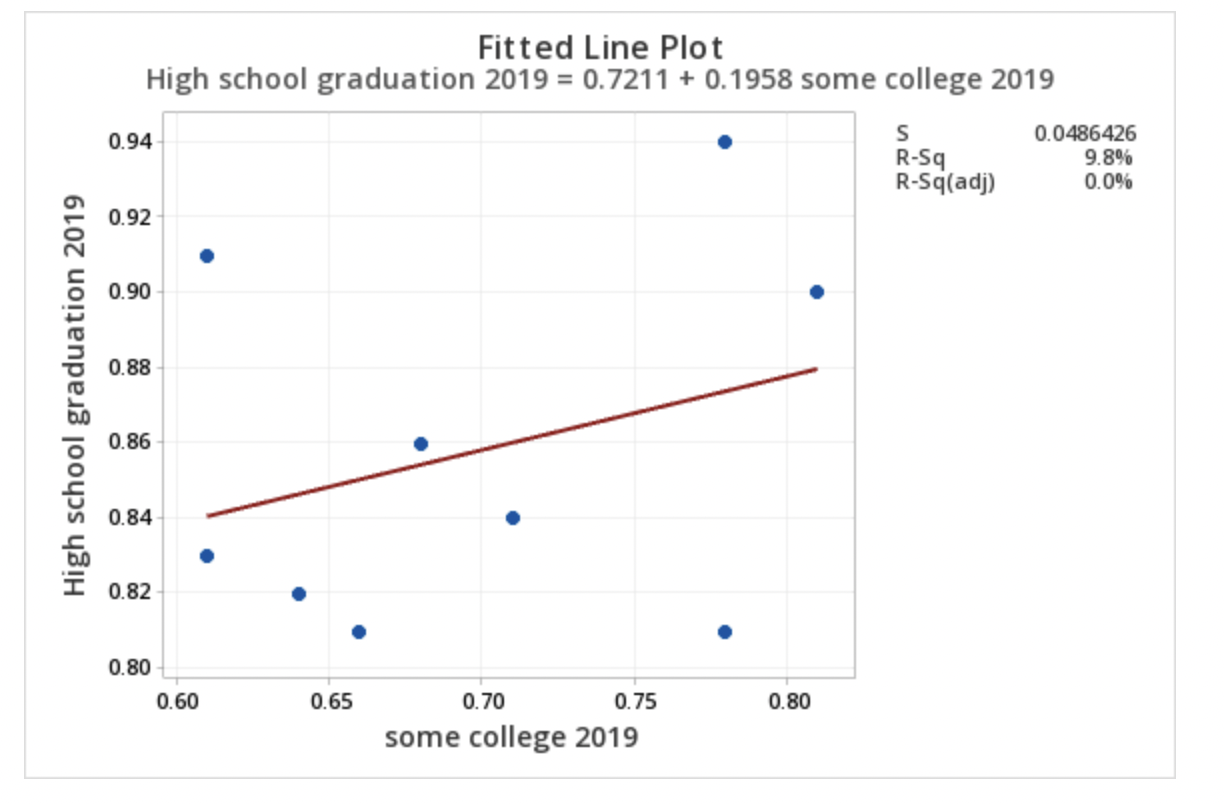 Fitted Line Plot
High school graduation 2019 = 0.7211 + 0.1958 some college 2019
S 0.0486426
R-Sq 9.8%
R-Sq(adj) 0.0%
High school graduation 2019
0.94
0.92
0.90
0.88
0.86
0.84
0.82
0.80
0.60 0.65 0.70 0.75 0.80
some college 2019